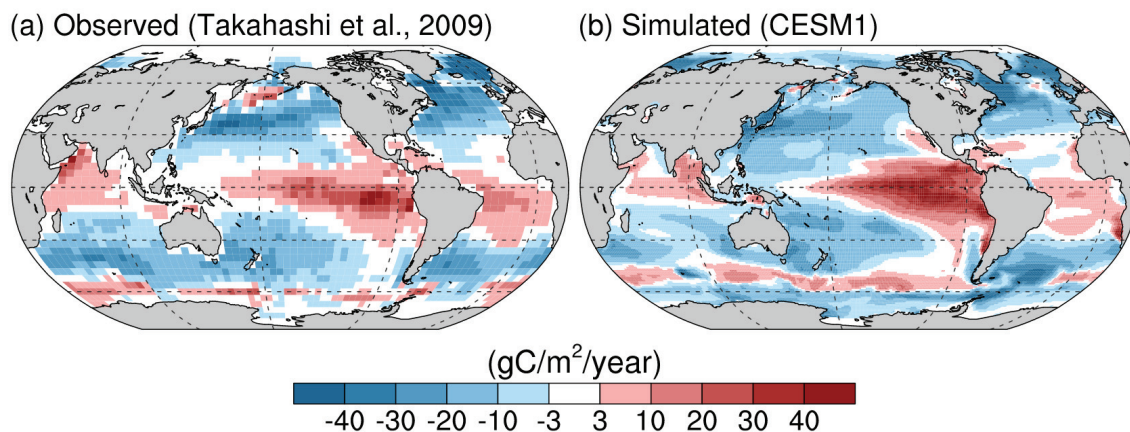 (a) Observed (Takahashi et al., 2009)
(b) Simulated (CESM1)
(gC/m²/year)
-40 -30 -20 -10 -3 3 10 20 30 40